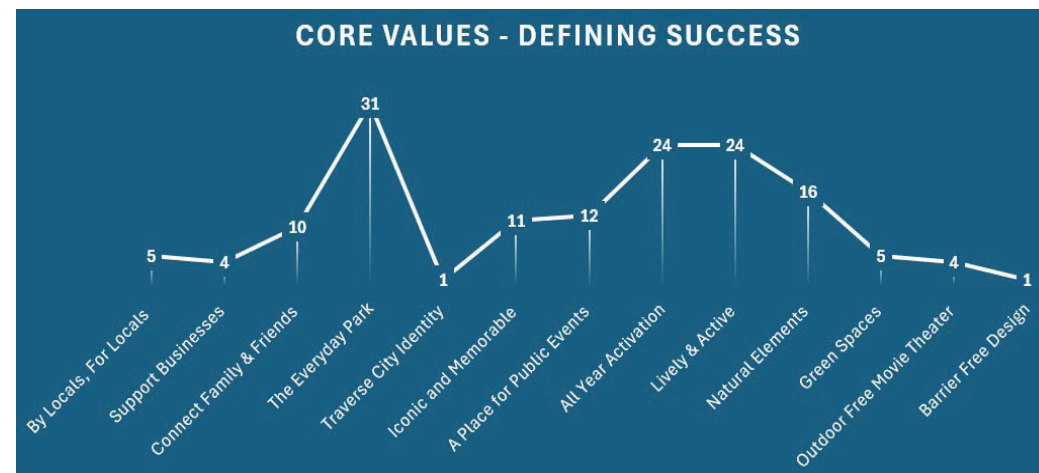 CORE VALUES - DEFINING SUCCESS
31
24
24
16
12
11
10
5
4
1
5
4
1
By Locals, For Locals
Support Businesses
Connect Family & Friends
The Everyday Park
Traverse City Identity
Iconic and Memorable
A Place for Public Events
All Year Activation
Lively & Active
Natural Elements
Green Spaces
Outdoor Free Movie Theater
Barrier Free Design